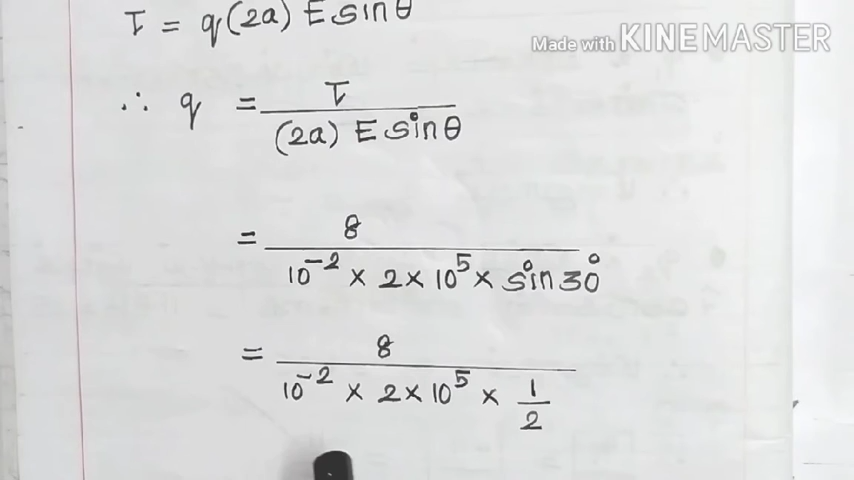 τ = q(2a) E sinθ
Made with KINEMASTER
∴ q = τ / (2a) E sinθ
= 8 / 10⁻² × 2 × 10⁵ × sin 30°
= 8 / 10⁻² × 2 × 10⁵ × 1/2